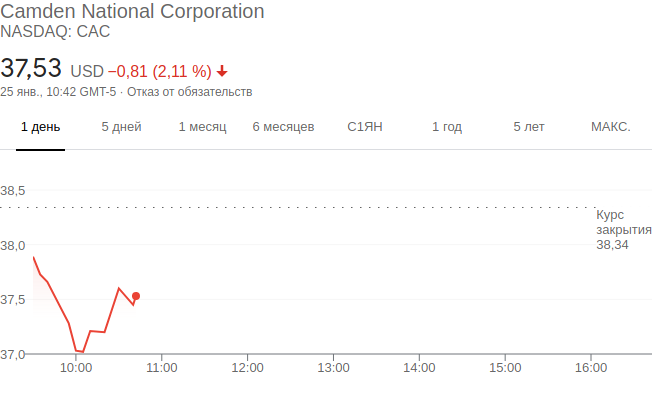 Camden National Corporation
NASDAQ: CAC
37,53 USD −0,81 (2,11 %)
25 янв., 10:42 GMT-5 · Отказ от обязательств
1 день 5 дней 1 месяц 6 месяцев С1ЯН 1 год 5 лет МАКС.
38,5
Курс
закрытия
38,34
38,0
37,5
37,0
10:00 11:00 12:00 13:00 14:00 15:00 16:00